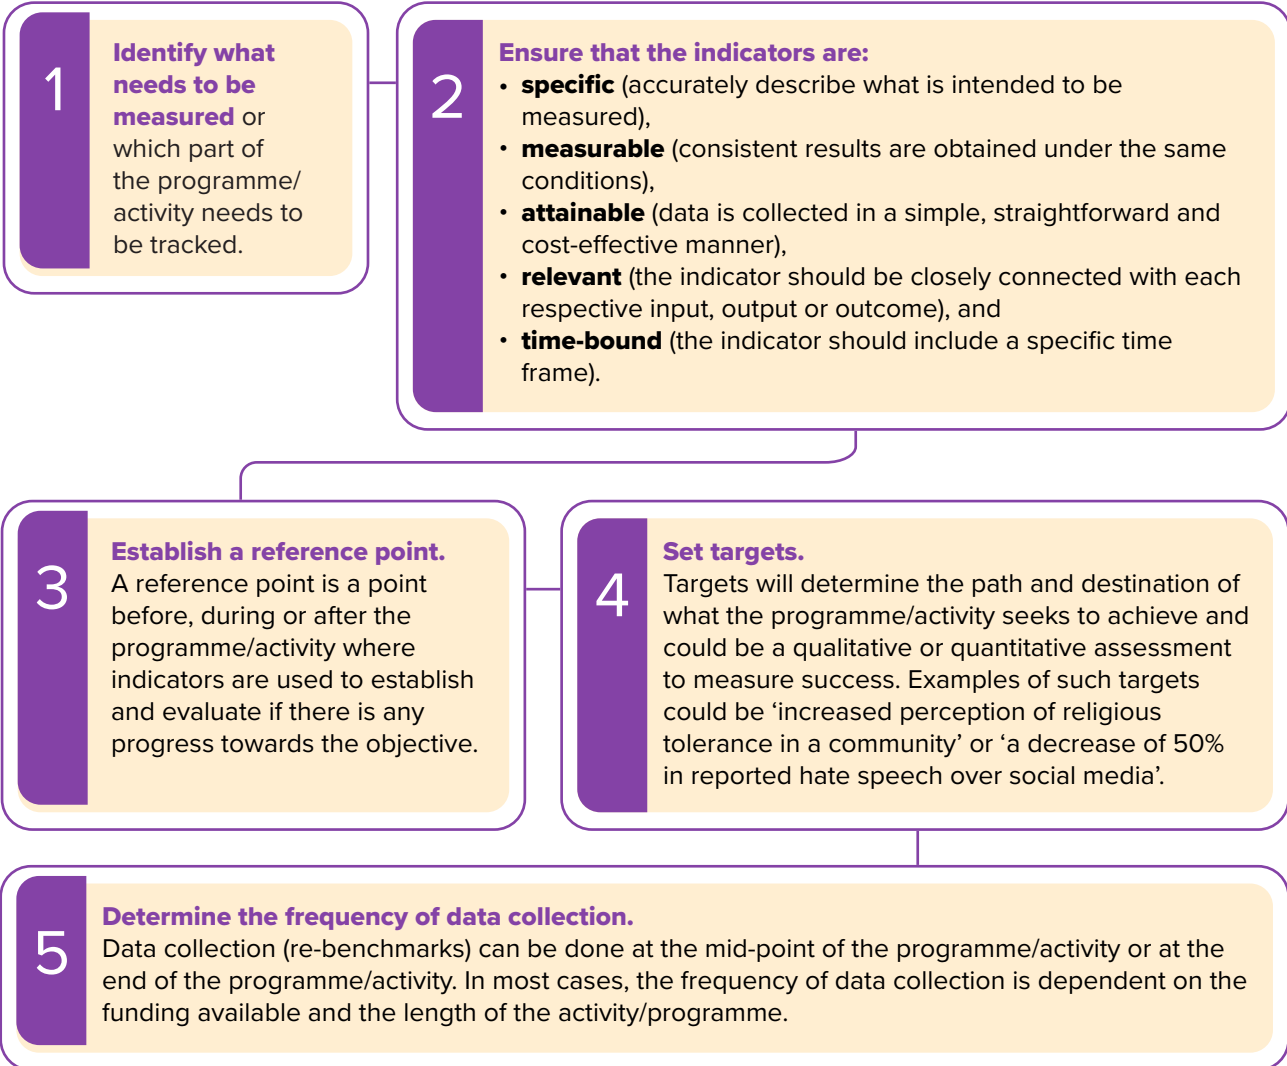 1
Identify what
needs to be
measured or
which part of
the programme/
activity needs to
be tracked.
2
Ensure that the indicators are:
• specific (accurately describe what is intended to be
measured),
• measurable (consistent results are obtained under the same
conditions),
• attainable (data is collected in a simple, straightforward and
cost-effective manner),
• relevant (the indicator should be closely connected with each
respective input, output or outcome), and
• time-bound (the indicator should include a specific time
frame).
3
Establish a reference point.
A reference point is a point
before, during or after the
programme/activity where
indicators are used to establish
and evaluate if there is any
progress towards the objective.
4
Set targets.
Targets will determine the path and destination of
what the programme/activity seeks to achieve and
could be a qualitative or quantitative assessment
to measure success. Examples of such targets
could be ‘increased perception of religious
tolerance in a community’ or ‘a decrease of 50%
in reported hate speech over social media’.
5
Determine the frequency of data collection.
Data collection (re-benchmarks) can be done at the mid-point of the programme/activity or at the
end of the programme/activity. In most cases, the frequency of data collection is dependent on the
funding available and the length of the activity/programme.